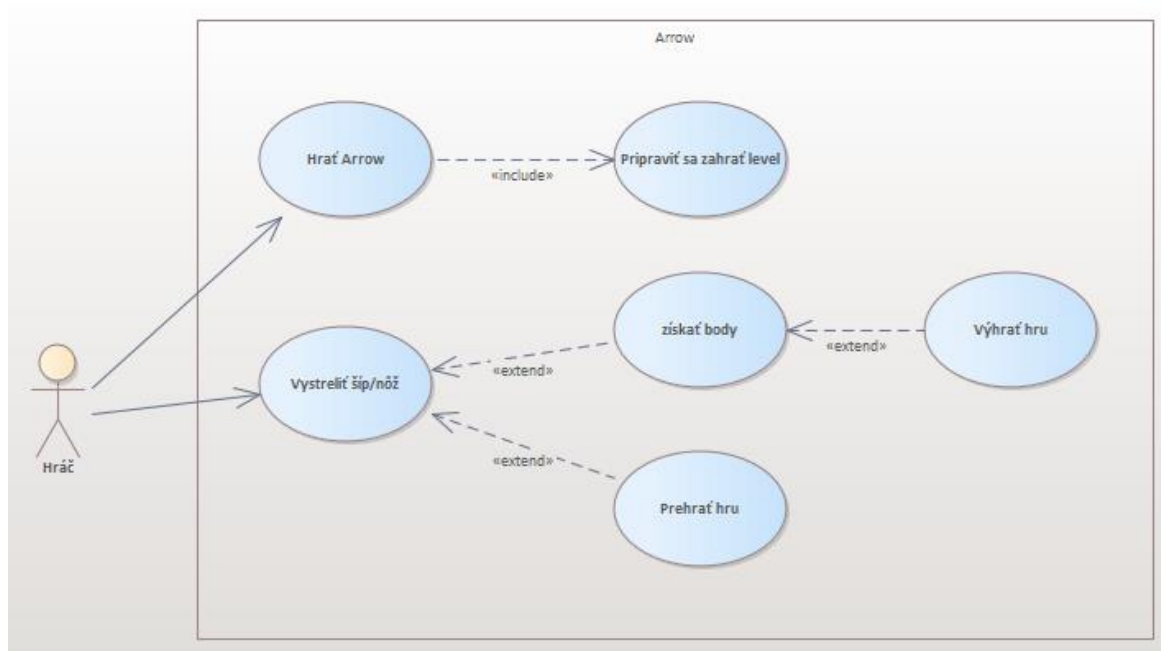 Arrow
Hrať Arrow
«include»
Pripraviť sa zahrať level
Vystreliť šíp/nôž
«extend»
získať body
«extend»
Výhrať hru
«extend»
Prehrať hru
Hráč